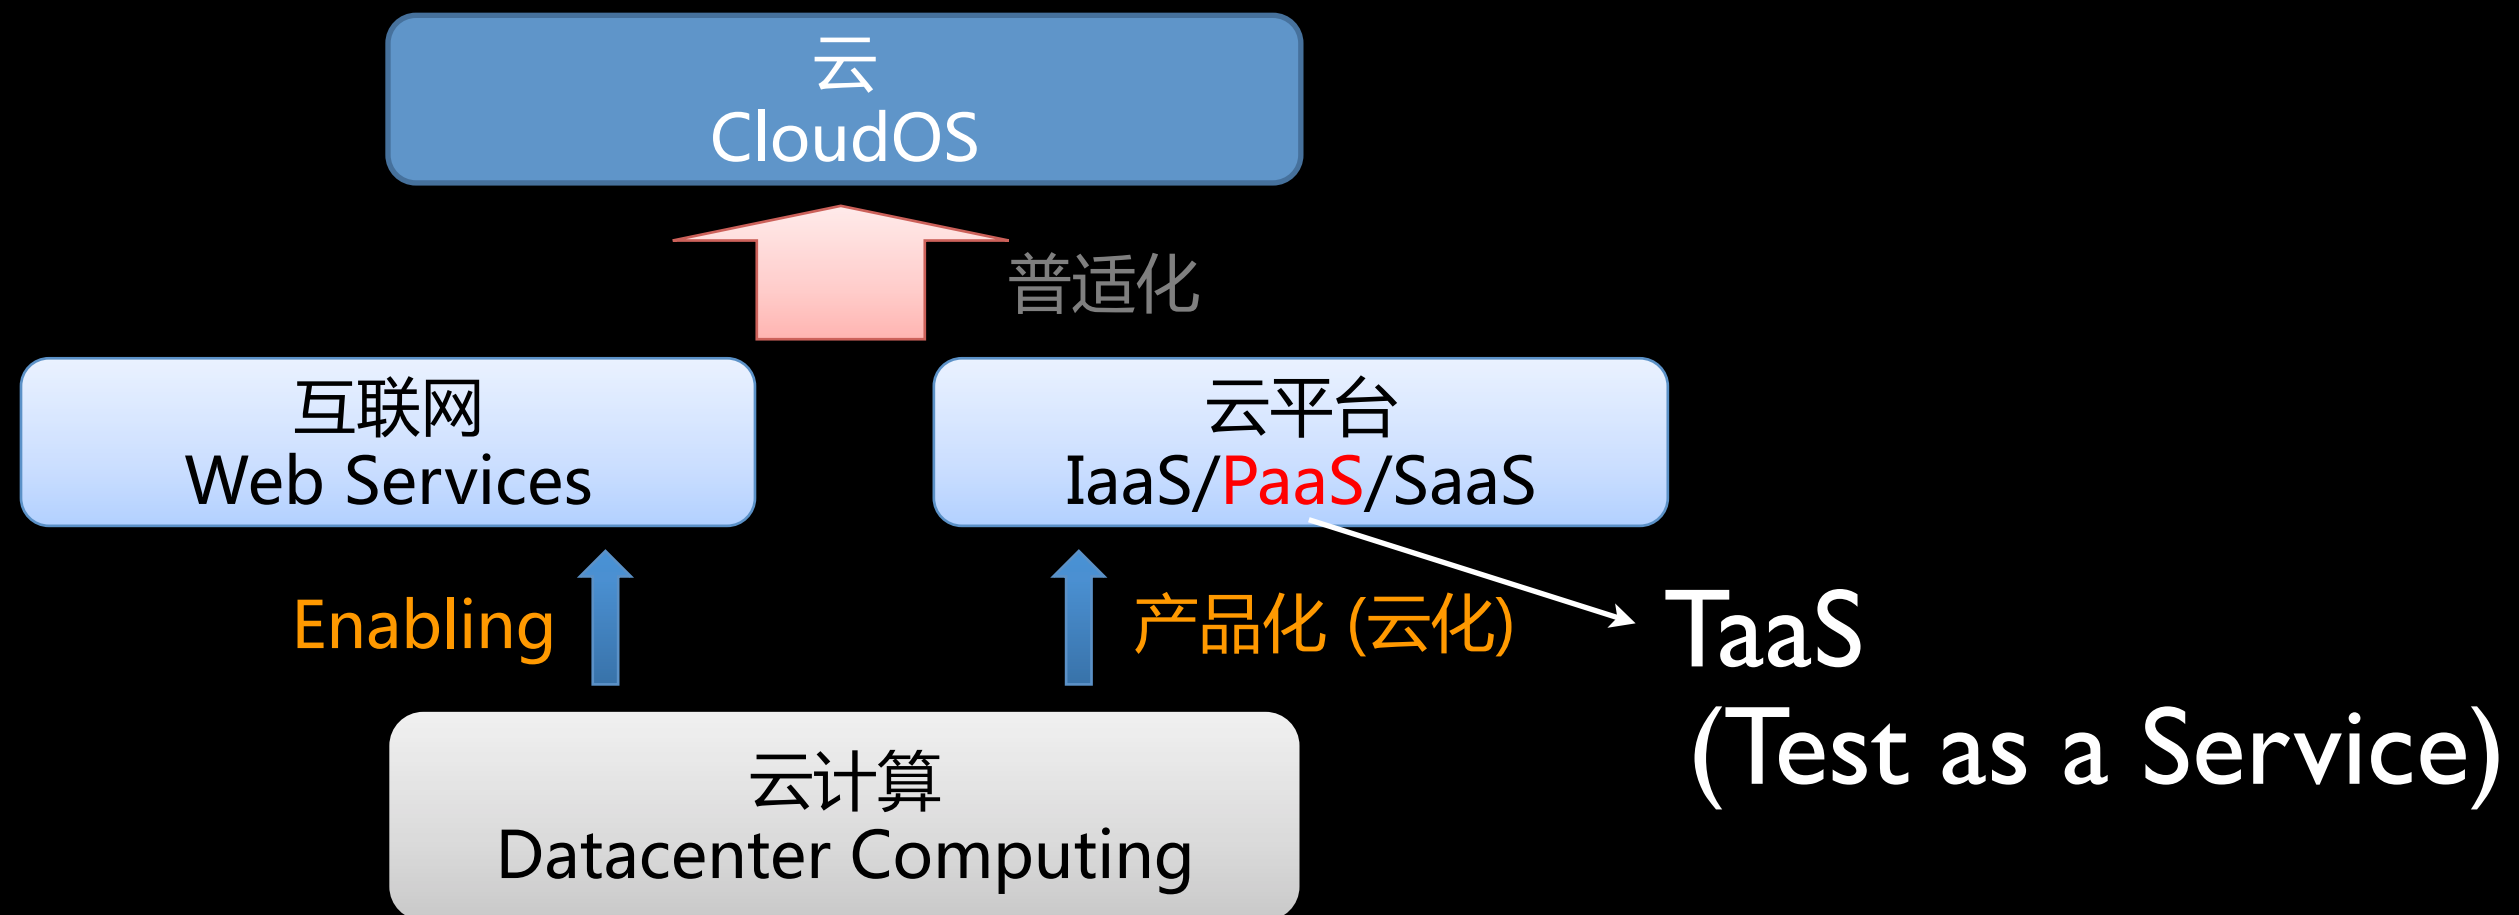 云
CloudOS
普适化
互联网
Web Services
云平台
IaaS/PaaS/SaaS
Enabling
产品化 (云化)
TaaS
(Test as a Service)
云计算
Datacenter Computing